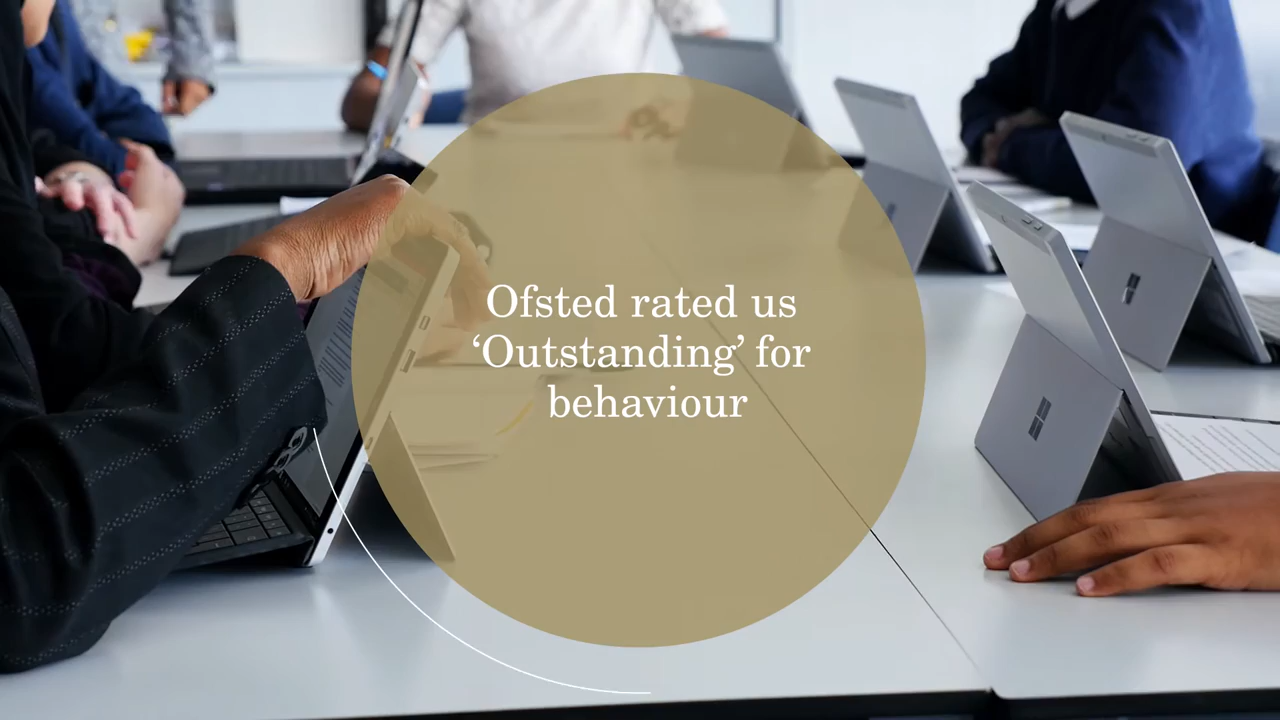 Ofsted rated us
‘Outstanding’ for
behaviour